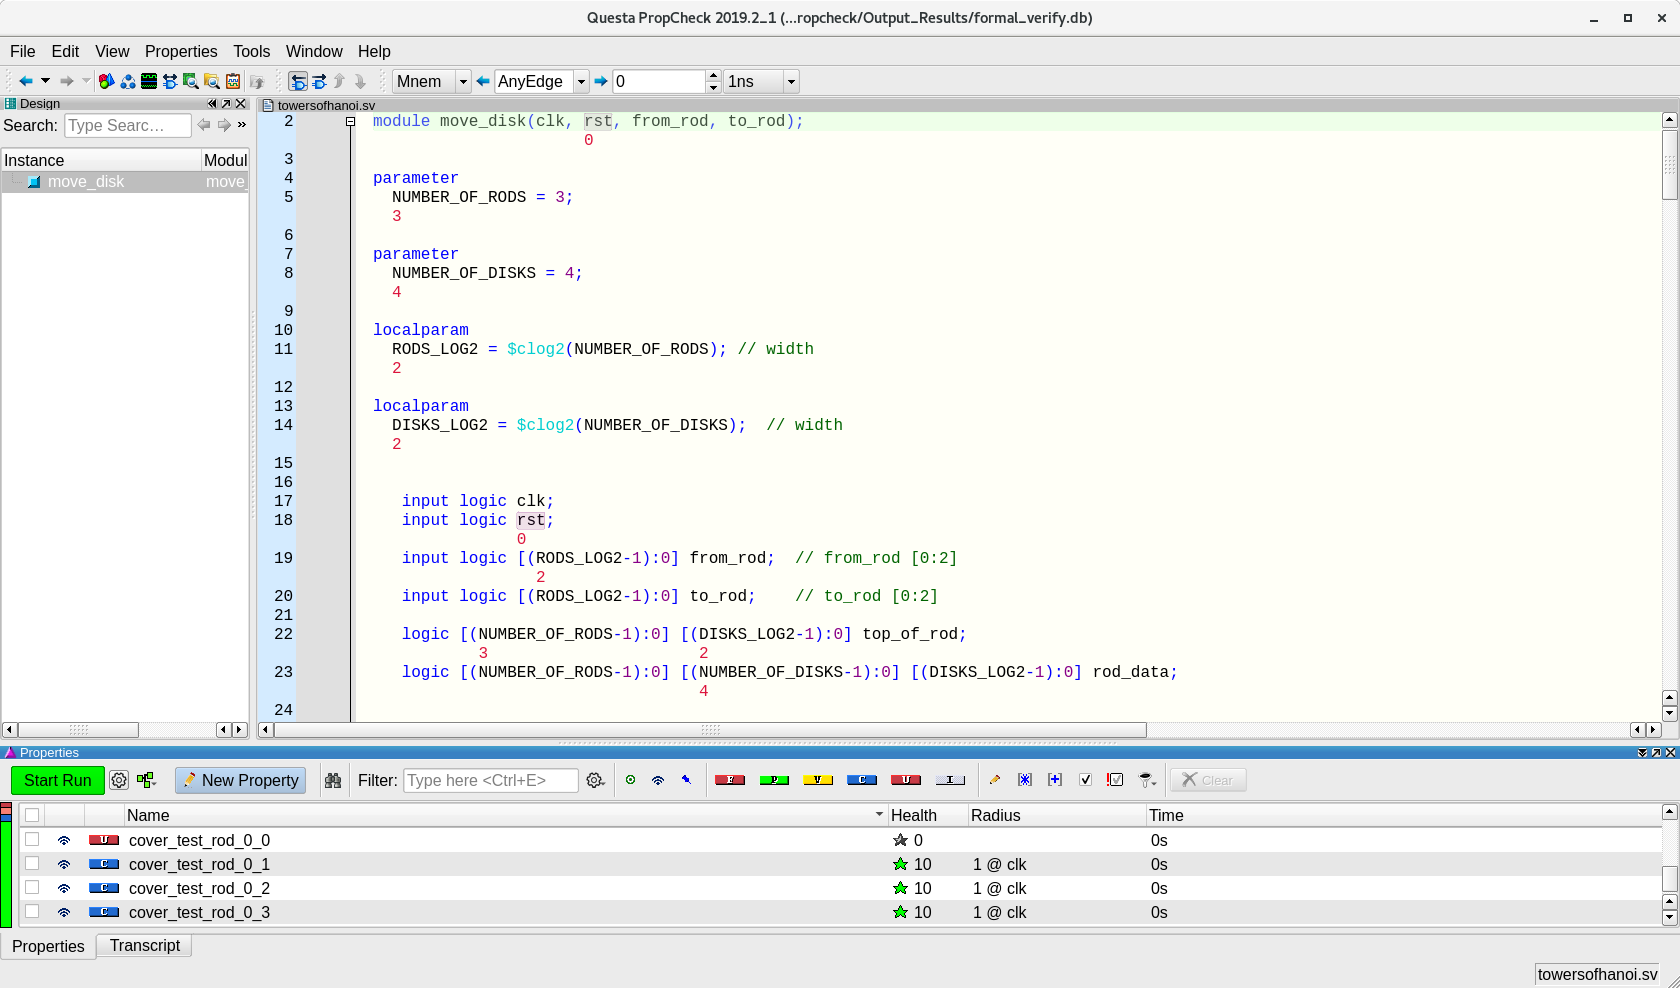 Questa PropCheck 2019.2_1 (...ropcheck/Output_Results/formal_verify.db)
File Edit View Properties Tools Window Help
Mnem AnyEdge 0 1ns
Design
Search: Type Searc...
Instance Modul
move_disk move_
towersofhanoi.sv
2 module move_disk(clk, rst, from_rod, to_rod);
0
3
4 parameter
5 NUMBER_OF_RODS = 3;
3
6
7 parameter
8 NUMBER_OF_DISKS = 4;
4
9
10 localparam
11 RODS_LOG2 = $clog2(NUMBER_OF_RODS); // width
2
12
13 localparam
14 DISKS_LOG2 = $clog2(NUMBER_OF_DISKS); // width
2
15
16
17 input logic clk;
18 input logic rst;
0
19 input logic [(RODS_LOG2-1):0] from_rod; // from_rod [0:2]
2
20 input logic [(RODS_LOG2-1):0] to_rod; // to_rod [0:2]
21
22 logic [(NUMBER_OF_RODS-1):0] [(DISKS_LOG2-1):0] top_of_rod;
3 2
23 logic [(NUMBER_OF_RODS-1):0] [(NUMBER_OF_DISKS-1):0] [(DISKS_LOG2-1):0] rod_data;
4
24
Properties
Start Run New Property Filter: Type here <Ctrl+E> F P V C U I Clear
Name Health Radius Time
U cover_test_rod_0_0 0 0s
C cover_test_rod_0_1 10 1 @ clk 0s
C cover_test_rod_0_2 10 1 @ clk 0s
C cover_test_rod_0_3 10 1 @ clk 0s
Properties Transcript
towersofhanoi.sv